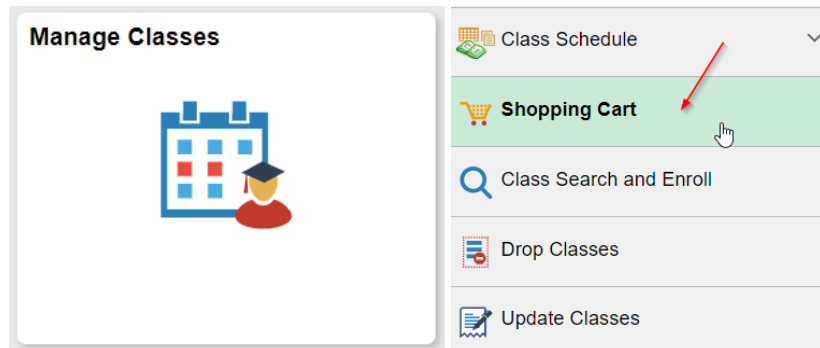 Manage Classes
Class Schedule
Shopping Cart
Class Search and Enroll
Drop Classes
Update Classes